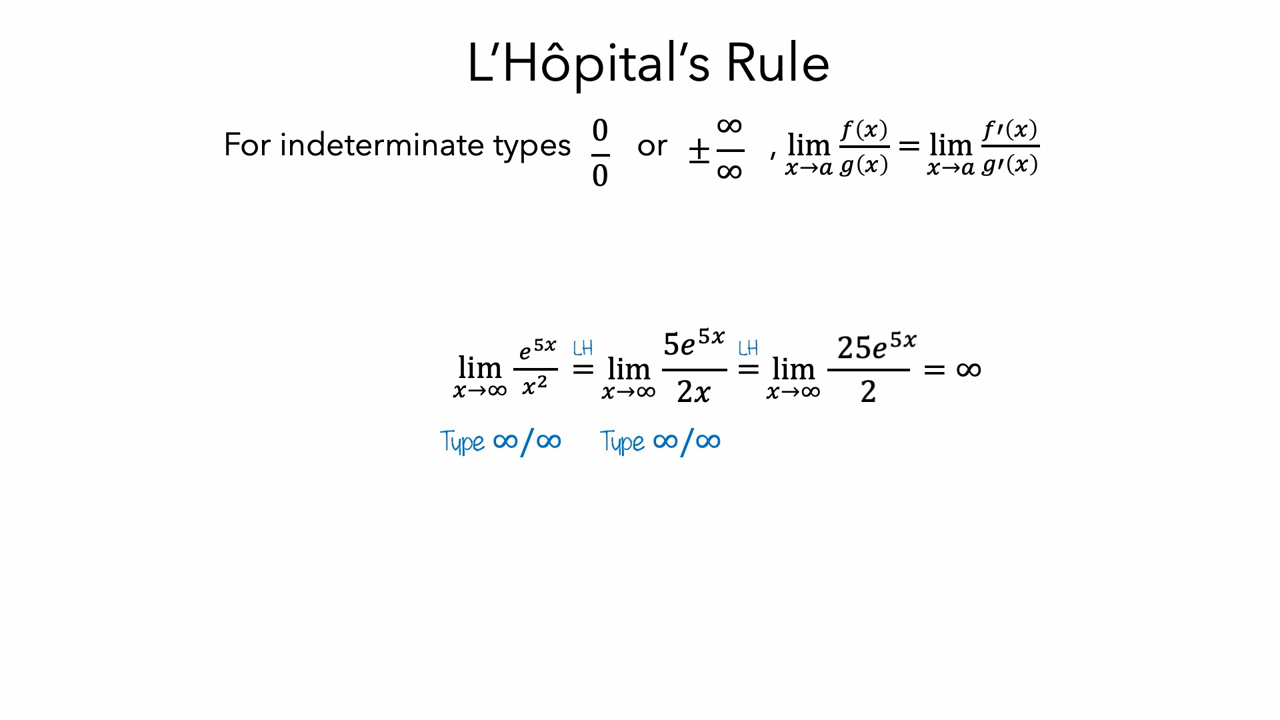 L’Hôpital’s Rule
For indeterminate types 0/0 or ±∞/∞ , lim x→a f(x)/g(x) = lim x→a f′(x)/g′(x)
lim x→∞ e^{5x}/x² =^{LH} lim x→∞ 5e^{5x}/2x =^{LH} lim x→∞ 25e^{5x}/2 = ∞
Type ∞/∞ Type ∞/∞